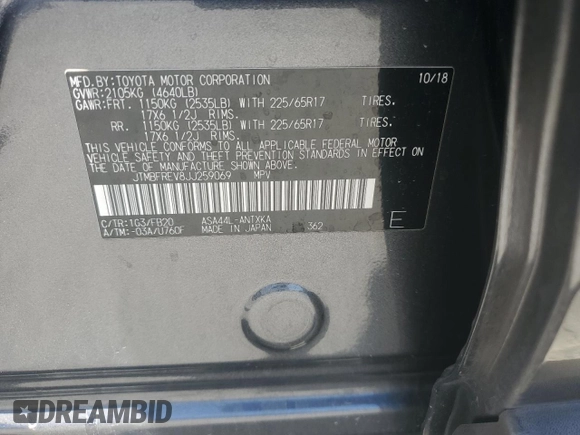 MFD.BY:TOYOTA MOTOR CORPORATION 10/18
GVWR:2105KG (4640LB)
GAWR:FRT. 1150KG (2535LB) WITH 225/65R17 TIRES.
17X6 1/2J RIMS.
RR. 1150KG (2535LB) WITH 225/65R17 TIRES.
17X6 1/2J RIMS.
THIS VEHICLE CONFORMS TO ALL APPLICABLE FEDERAL MOTOR
VEHICLE SAFETY AND THEFT PREVENTION STANDARDS IN EFFECT ON
THE DATE OF MANUFACTURE SHOWN ABOVE.
JTMBFREV8JJ259069 MPV
C/TR:1G3/FB20 ASA44L-ANTXKA
A/TM:-03A/U760F MADE IN JAPAN 362
E
DREAMBID